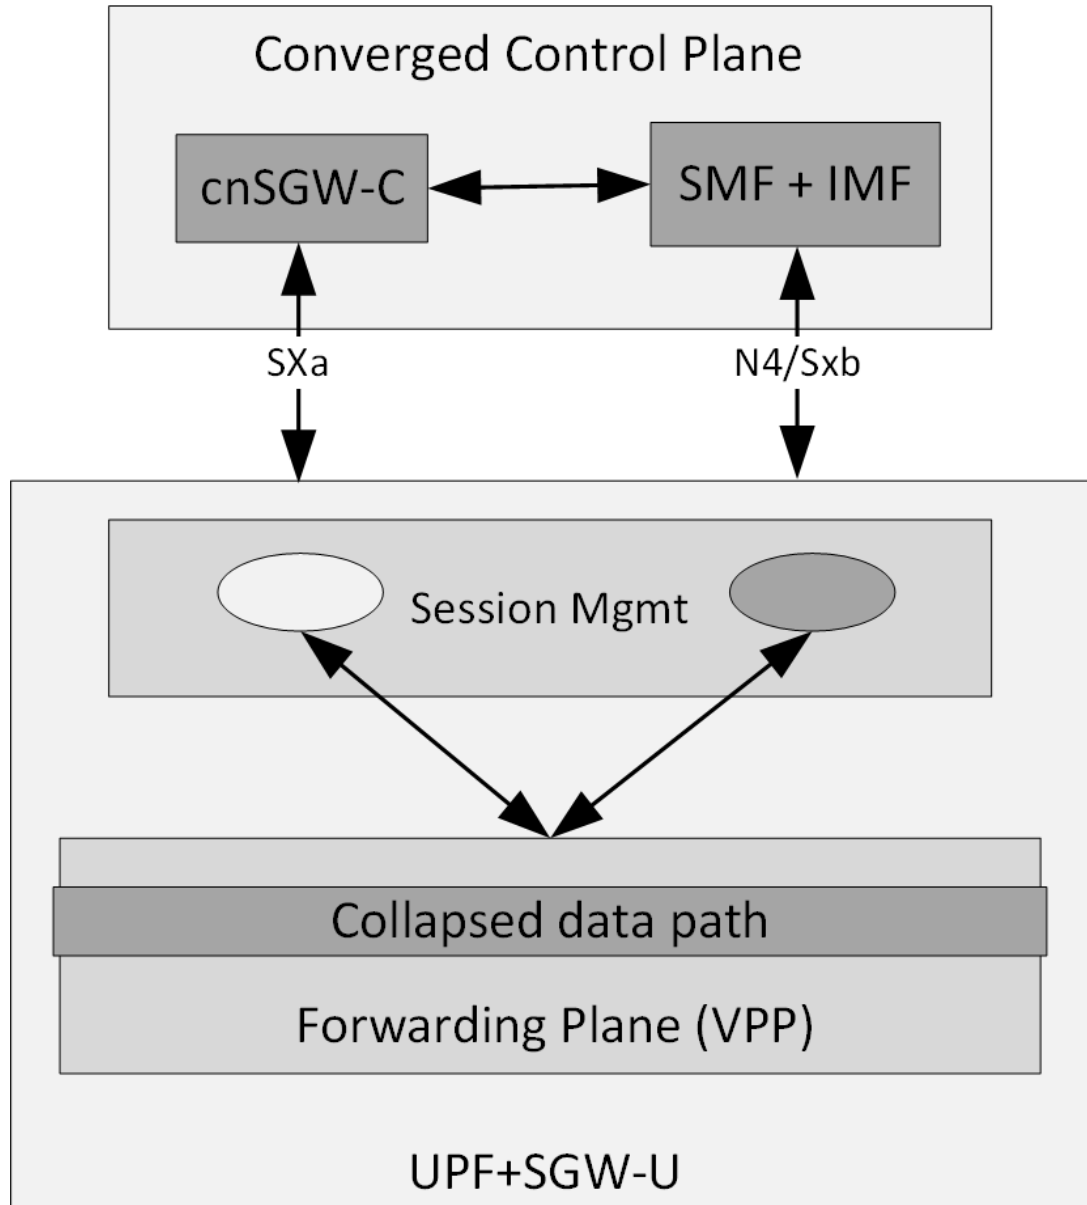 Converged Control Plane
cnSGW-C
SMF + IMF
SXa
N4/Sxb
Session Mgmt
Collapsed data path
Forwarding Plane (VPP)
UPF+SGW-U